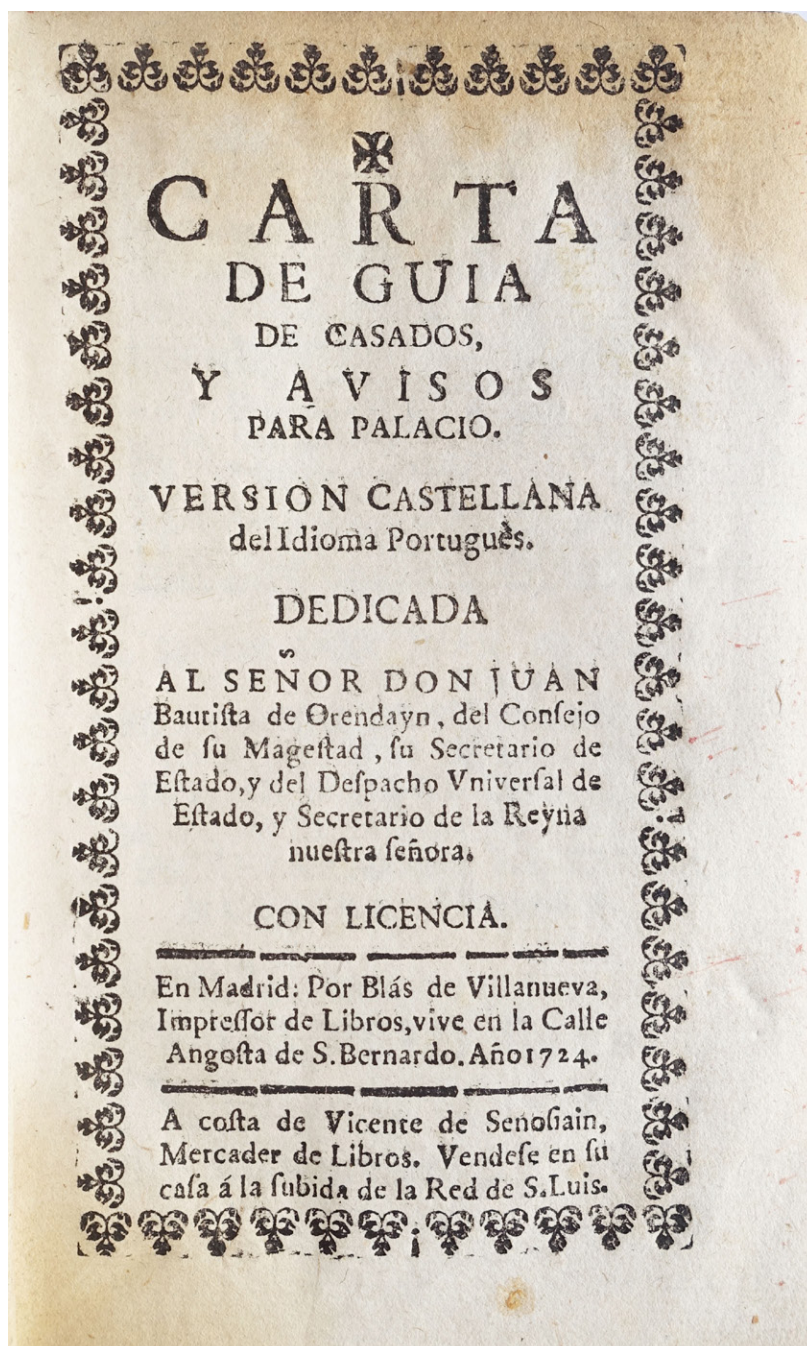 CARTA
DE GUIA
DE CASADOS,
Y AVISOS
PARA PALACIO.
VERSION CASTELLANA
del Idioma Portuguès.
DEDICADA
AL SEÑOR DON JUAN
Bautiſta de Orendayn, del Conſejo
de ſu Mageſtad, ſu Secretario de
Eſtado, y del Deſpacho Vniverſal de
Eſtado, y Secretario de la Reyna
nueſtra ſeñora.
CON LICENCIA.
En Madrid: Por Blás de Villanueva,
Impreſſor de Libros, vive en la Calle
Angoſta de S. Bernardo. Año 1724.
A coſta de Vicente de Senoſiain,
Mercader de Libros. Vendeſe en ſu
caſa á la ſubida de la Red de S. Luis.